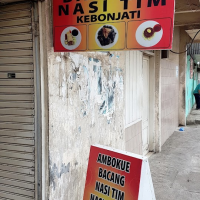 NASI TIM
KEBONJATI
AMBOKUE
BACANG
NASI TIM